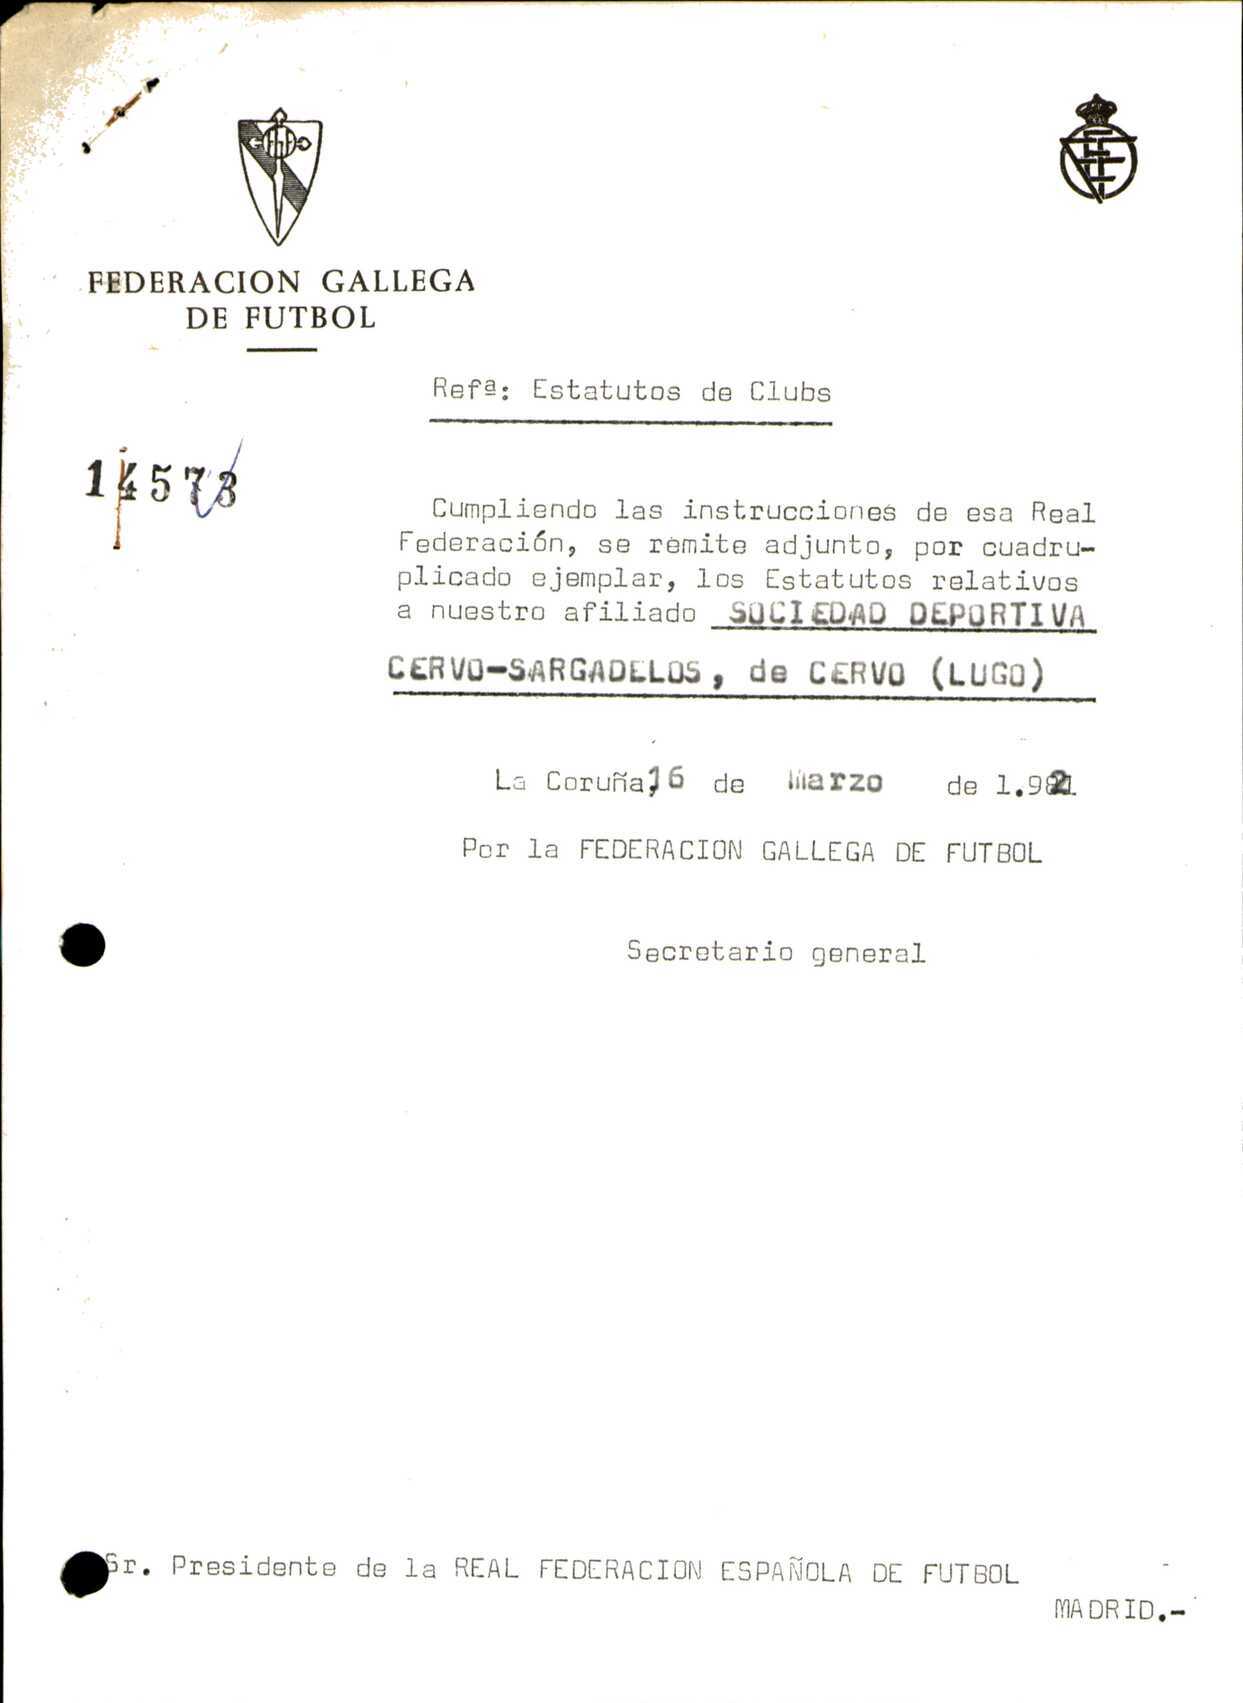 FEDERACION GALLEGA
DE FUTBOL
Refª: Estatutos de Clubs
14573
Cumpliendo las instrucciones de esa Real
Federación, se remite adjunto, por cuadru-
plicado ejemplar, los Estatutos relativos
a nuestro afiliado SOCIEDAD DEPORTIVA
CERVO-SARGADELOS, de CERVO (LUGO)
La Coruña, 16 de Marzo de 1.982
Por la FEDERACION GALLEGA DE FUTBOL
Secretario general
Sr. Presidente de la REAL FEDERACION ESPAÑOLA DE FUTBOL
MADRID.-